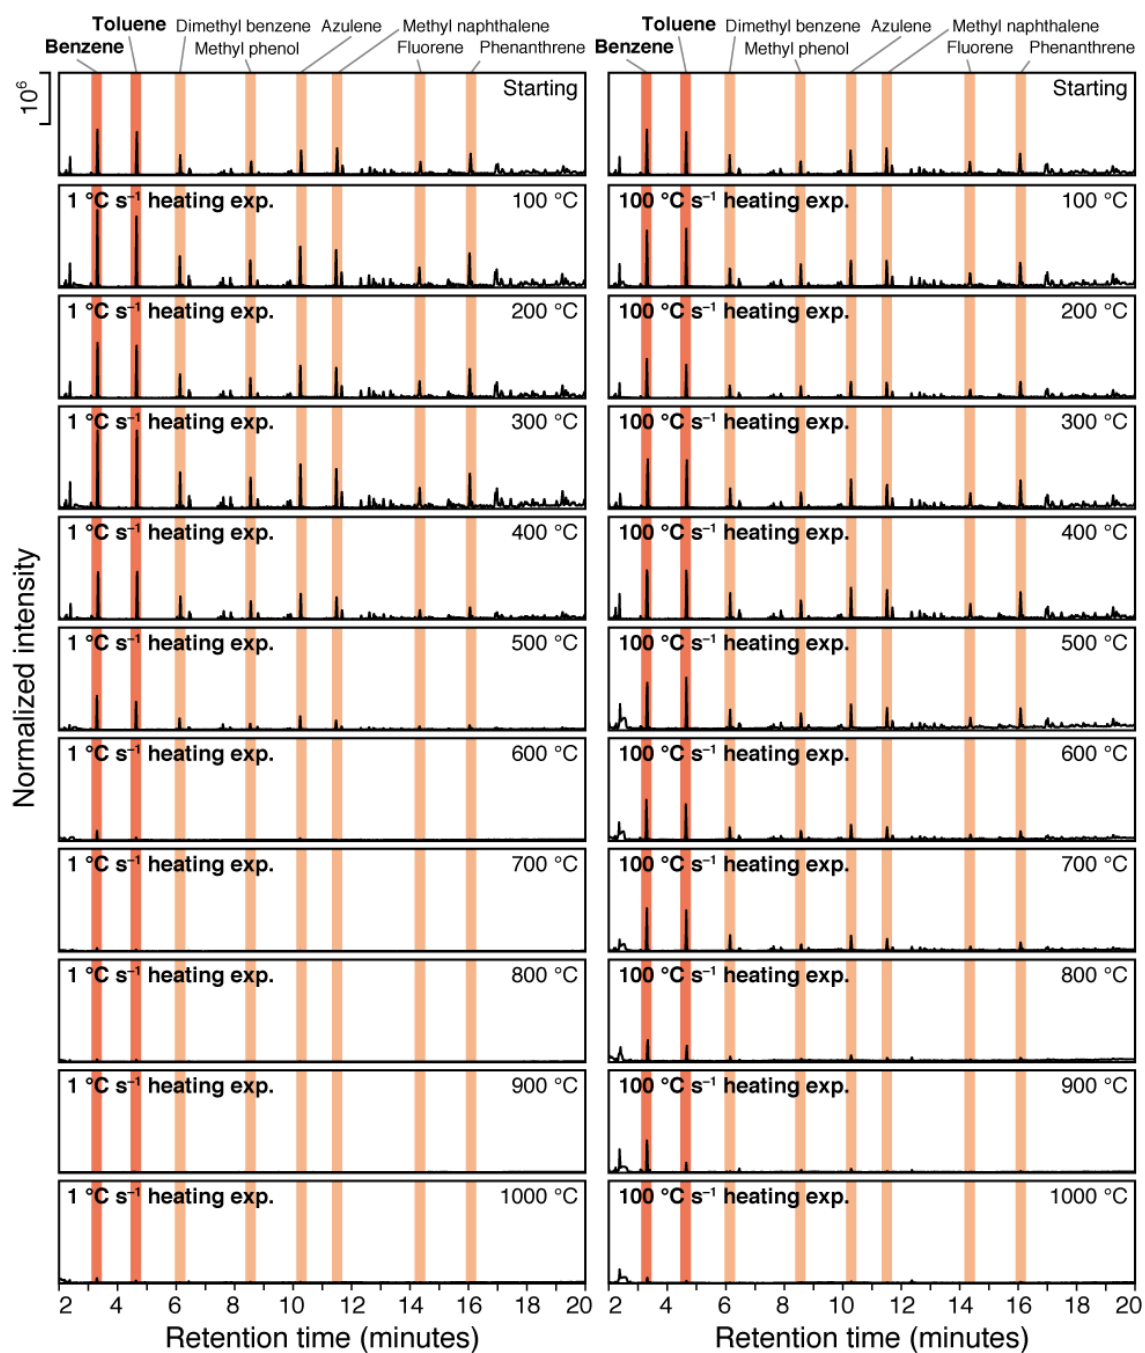 Toluene Dimethyl benzene Azulene Methyl naphthalene
Benzene Methyl phenol Fluorene Phenanthrene
Toluene Dimethyl benzene Azulene Methyl naphthalene
Benzene Methyl phenol Fluorene Phenanthrene
10⁶
Normalized intensity
Starting
Starting
1 °C s⁻¹ heating exp. 100 °C
100 °C s⁻¹ heating exp. 100 °C
1 °C s⁻¹ heating exp. 200 °C
100 °C s⁻¹ heating exp. 200 °C
1 °C s⁻¹ heating exp. 300 °C
100 °C s⁻¹ heating exp. 300 °C
1 °C s⁻¹ heating exp. 400 °C
100 °C s⁻¹ heating exp. 400 °C
1 °C s⁻¹ heating exp. 500 °C
100 °C s⁻¹ heating exp. 500 °C
1 °C s⁻¹ heating exp. 600 °C
100 °C s⁻¹ heating exp. 600 °C
1 °C s⁻¹ heating exp. 700 °C
100 °C s⁻¹ heating exp. 700 °C
1 °C s⁻¹ heating exp. 800 °C
100 °C s⁻¹ heating exp. 800 °C
1 °C s⁻¹ heating exp. 900 °C
100 °C s⁻¹ heating exp. 900 °C
1 °C s⁻¹ heating exp. 1000 °C
100 °C s⁻¹ heating exp. 1000 °C
2 4 6 8 10 12 14 16 18 20
2 4 6 8 10 12 14 16 18 20
Retention time (minutes)
Retention time (minutes)